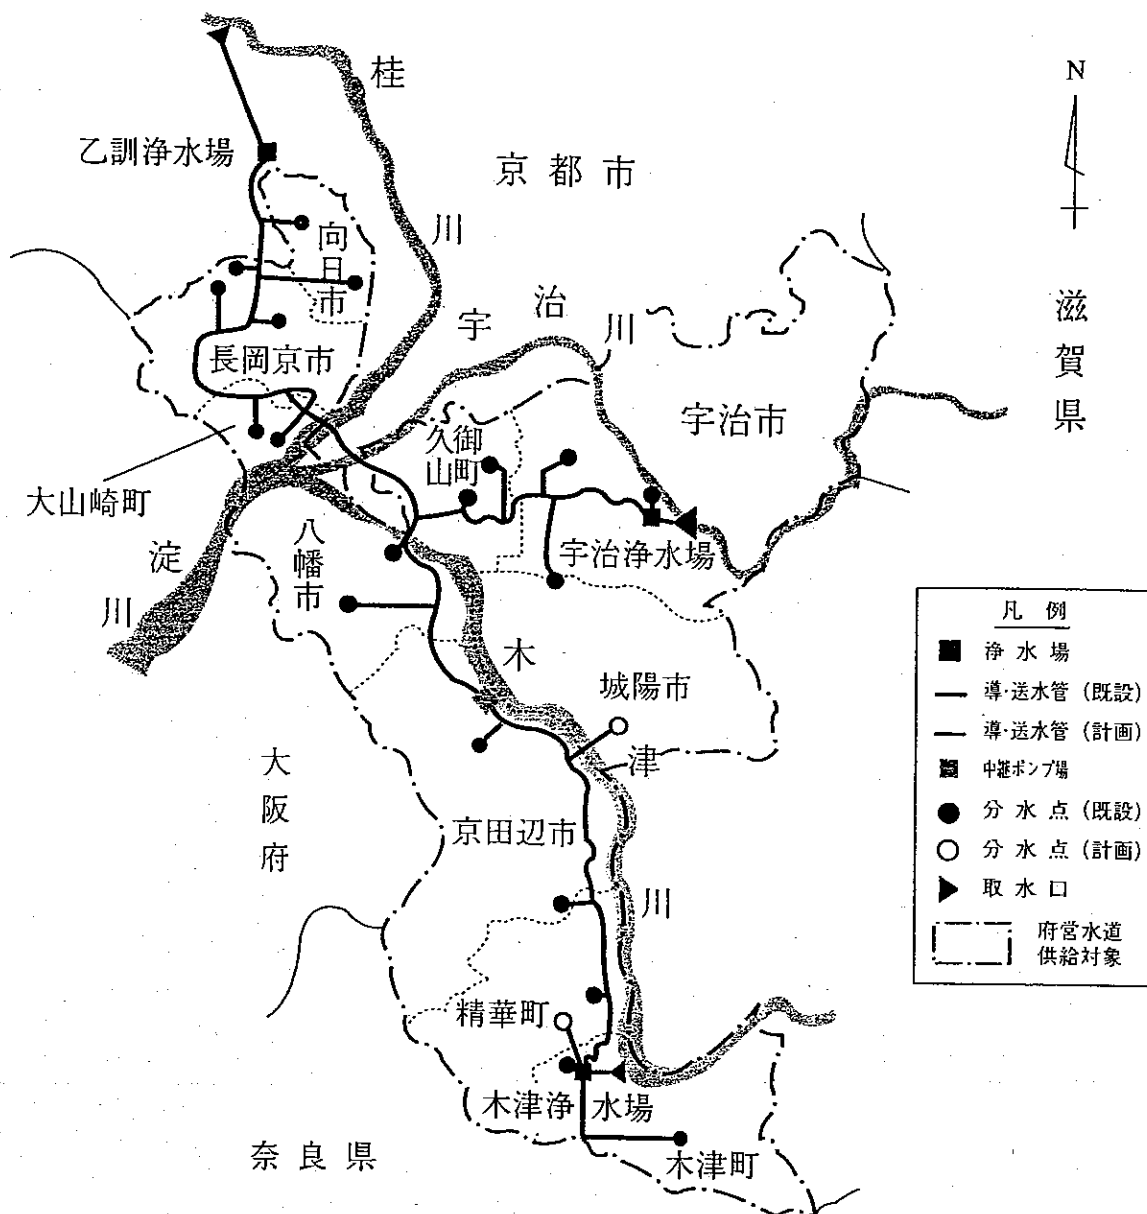 N
桂川
乙訓浄水場
京都市
向日市
宇治川
滋賀県
長岡京市
宇治市
久御山町
大山崎町
八幡市
宇治浄水場
淀川
木津川
城陽市
大阪府
京田辺市
精華町
木津浄水場
木津町
奈良県
凡例
浄水場
導・送水管(既設)
導・送水管(計画)
中継ポンプ場
分水点(既設)
分水点(計画)
取水口
府営水道
供給対象